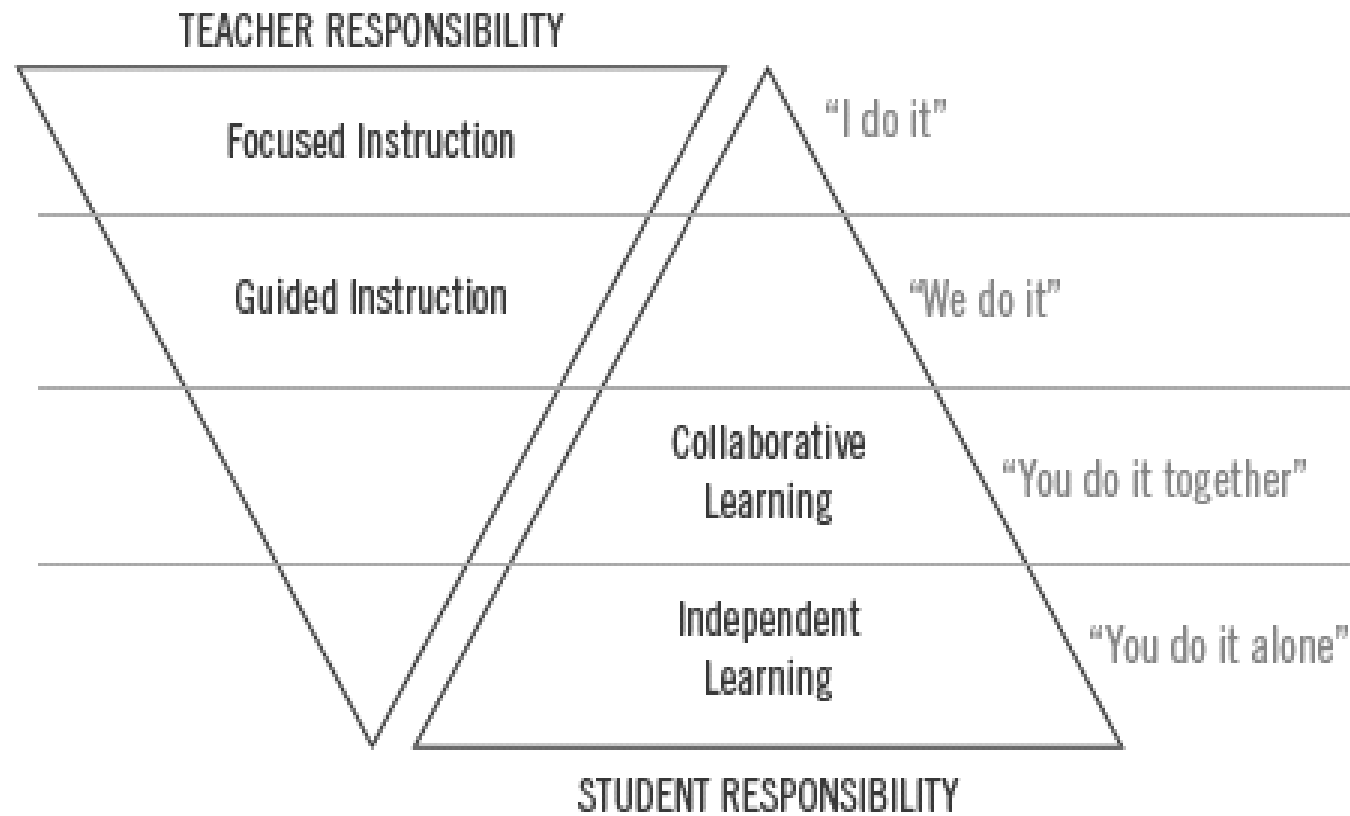 TEACHER RESPONSIBILITY
Focused Instruction
“I do it”
Guided Instruction
“We do it”
Collaborative
Learning
“You do it together”
Independent
Learning
“You do it alone”
STUDENT RESPONSIBILITY